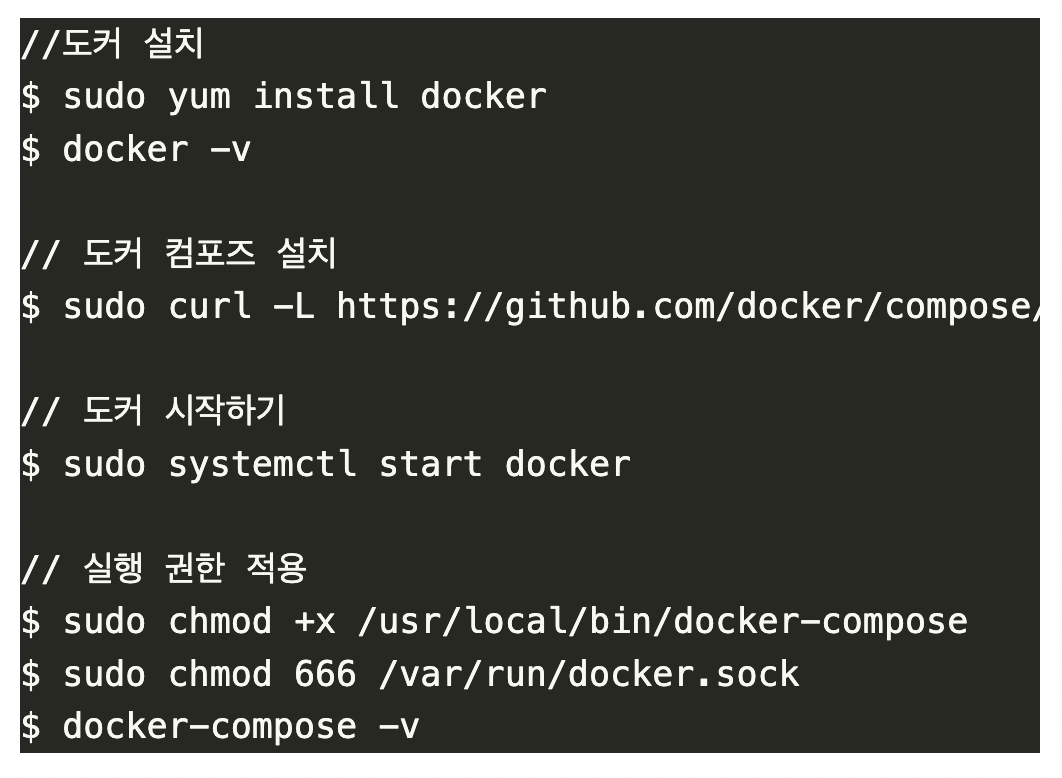 //도커 설치
$ sudo yum install docker
$ docker -v
// 도커 컴포즈 설치
$ sudo curl -L https://github.com/docker/compose/
// 도커 시작하기
$ sudo systemctl start docker
// 실행 권한 적용
$ sudo chmod +x /usr/local/bin/docker-compose
$ sudo chmod 666 /var/run/docker.sock
$ docker-compose -v